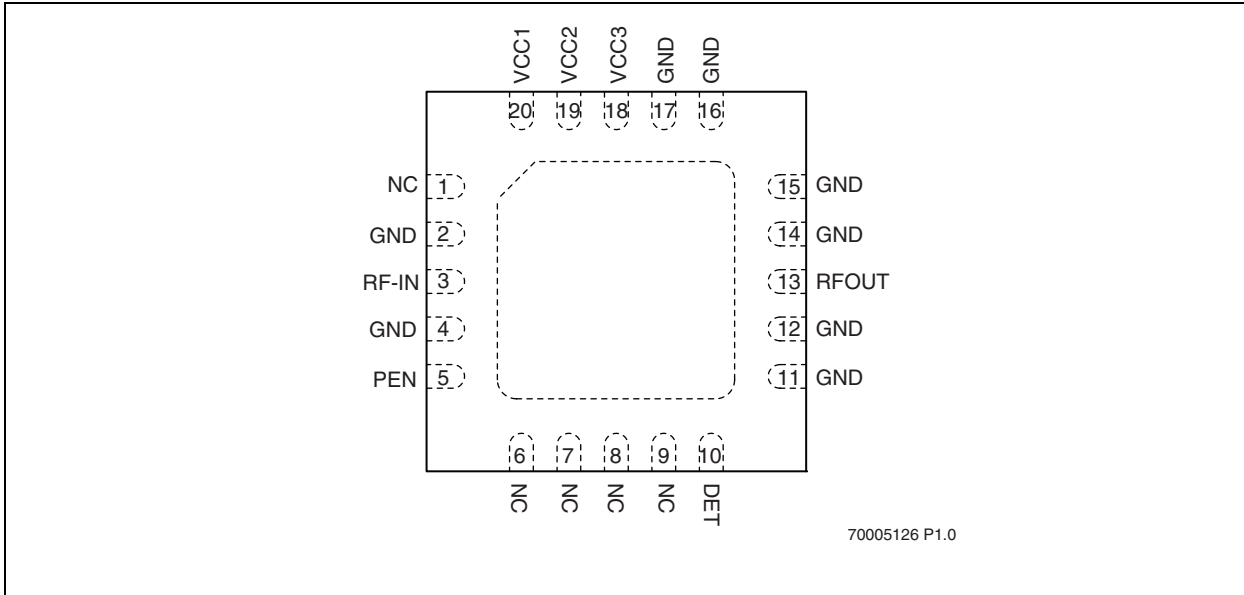 VCC1 VCC2 VCC3 GND GND
20 19 18 17 16
NC 1
15 GND
GND 2
14 GND
RF-IN 3
13 RFOUT
GND 4
12 GND
PEN 5
11 GND
6 7 8 9 10
NC NC NC NC DET
70005126 P1.0